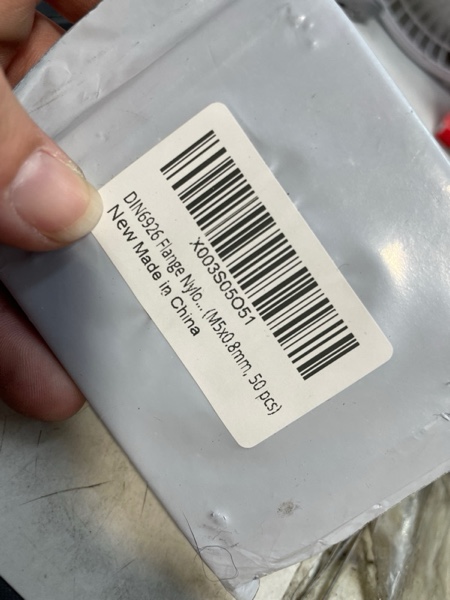 X003S05O51
DIN6926 Flange Nylo... (M5x0.8mm, 50 pcs)
New Made in China